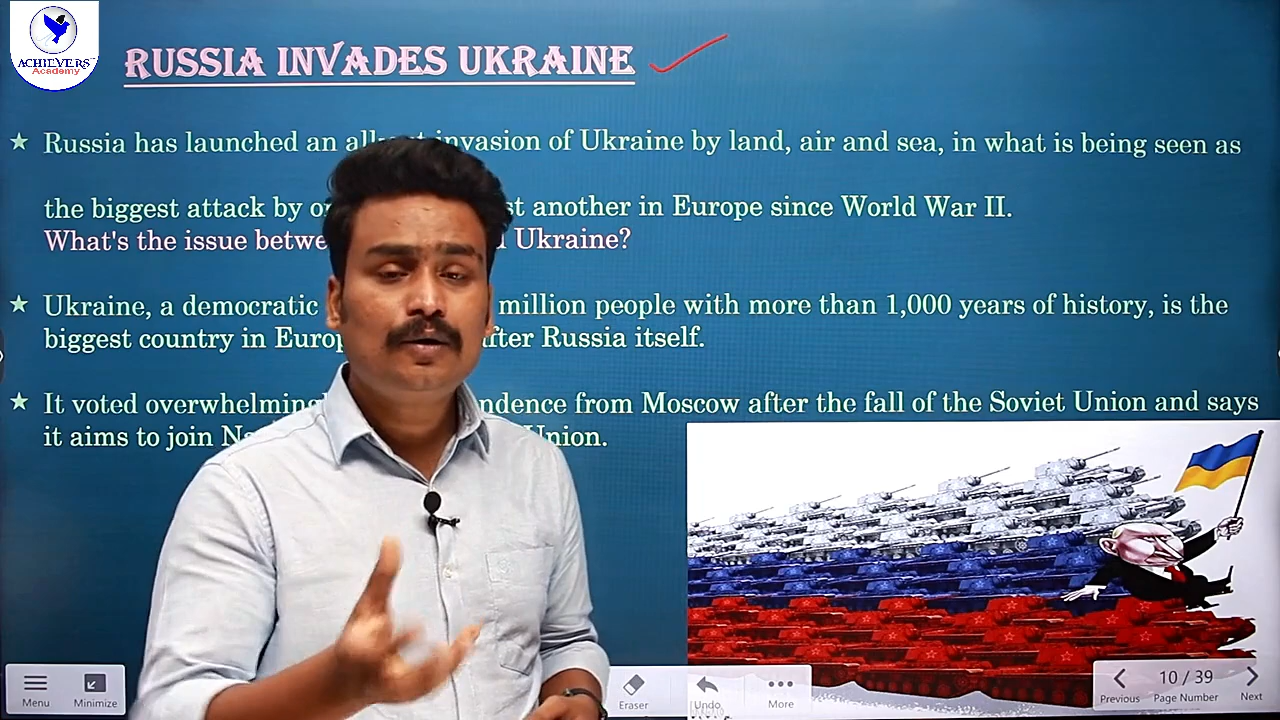 ACHIEVERS
Academy
RUSSIA INVADES UKRAINE
Russia has launched an all invasion of Ukraine by land, air and sea, in what is being seen as
the biggest attack by another in Europe since World War II.
What's the issue Ukraine?
Ukraine, a democratic million people with more than 1,000 years of history, is the
biggest country in after Russia itself.
It voted from Moscow after the fall of the Soviet Union and says
it aims to join Union.
Menu
Minimize
Eraser
Undo
More
Previous
10 / 39
Page Number
Next